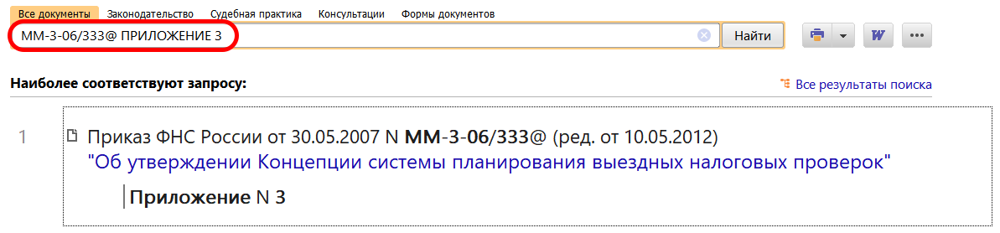 Все документы Законодательство Судебная практика Консультации Формы документов
ММ-3-06/333@ ПРИЛОЖЕНИЕ 3 Найти W
Наиболее соответствуют запросу: Все результаты поиска
1 Приказ ФНС России от 30.05.2007 N ММ-3-06/333@ (ред. от 10.05.2012)
"Об утверждении Концепции системы планирования выездных налоговых проверок"
Приложение N 3